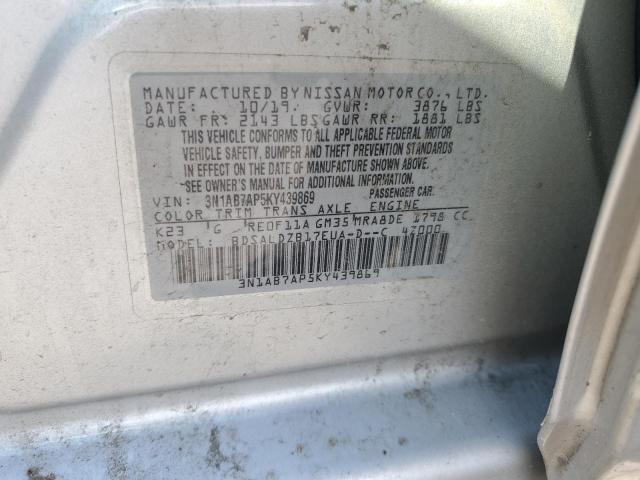 MANUFACTURED BY NISSAN MOTOR CO., LTD.
DATE: 10/19 GVWR: 3876 LBS
GAWR FR: 2143 LBS GAWR RR: 1881 LBS
THIS VEHICLE CONFORMS TO ALL APPLICABLE FEDERAL MOTOR
VEHICLE SAFETY, BUMPER AND THEFT PREVENTION STANDARDS
IN EFFECT ON THE DATE OF MANUFACTURE SHOWN ABOVE.
SEE OWNER'S MANUAL FOR ADDITIONAL INFORMATION.
VIN: 3N1AB7AP5KY439869 PASSENGER CAR
COLOR TRIM TRANS AXLE ENGINE
K23 G RE0F11A GM35 MRA8DE 1798 CC
MODEL: BDSALDZB17EUA-D--C 4Z000
3N1AB7AP5KY439869